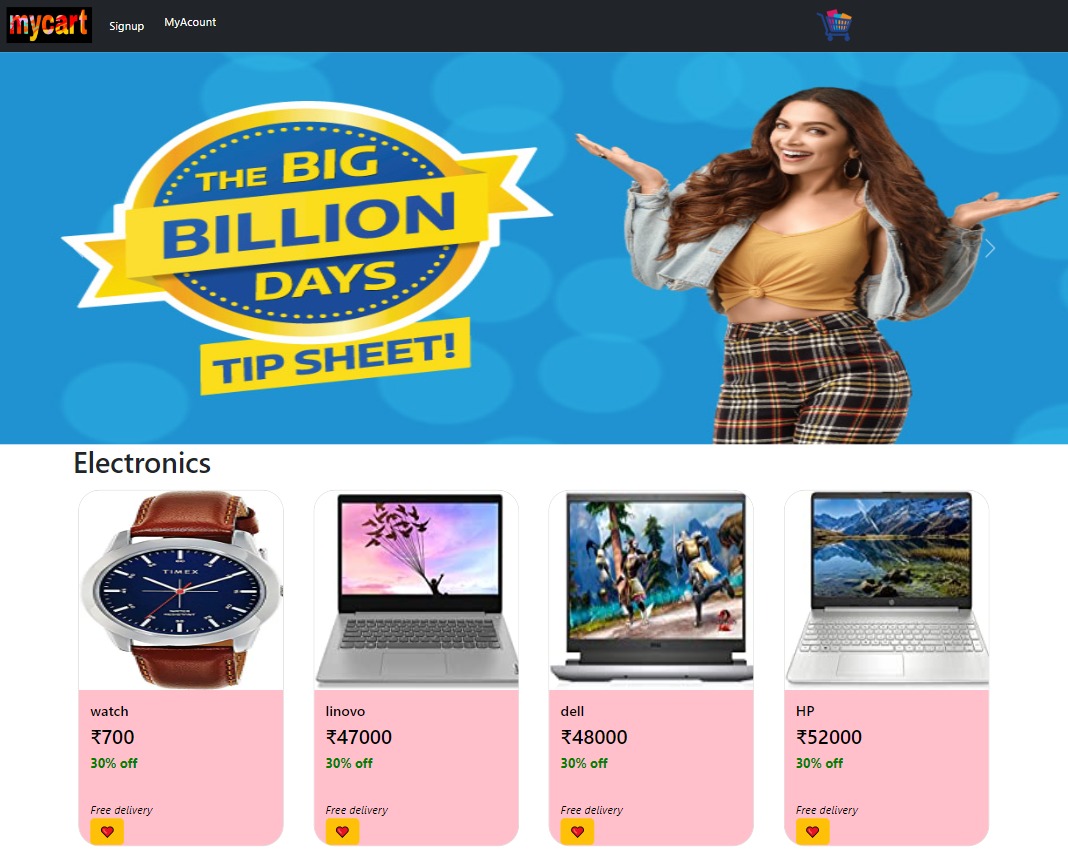 mycart
Signup
MyAcount
THE BIG
BILLION
DAYS
TIP SHEET!
Electronics
TIMEX
watch
₹700
30% off
Free delivery
linovo
₹47000
30% off
Free delivery
dell
₹48000
30% off
Free delivery
HP
₹52000
30% off
Free delivery